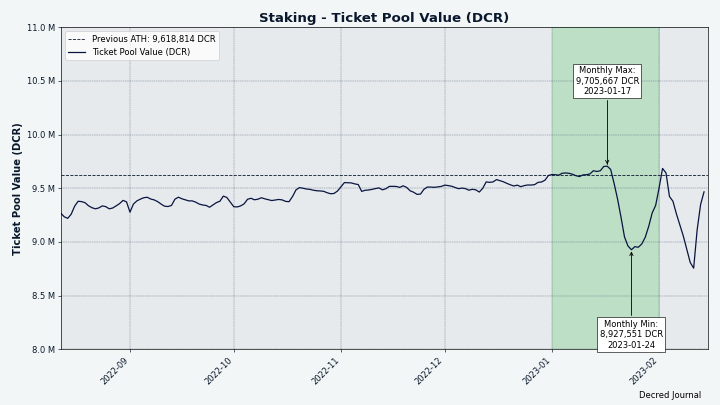 Staking - Ticket Pool Value (DCR)
Previous ATH: 9,618,814 DCR
Ticket Pool Value (DCR)
Ticket Pool Value (DCR)
11.0 M
10.5 M
10.0 M
9.5 M
9.0 M
8.5 M
8.0 M
Monthly Max:
9,705,667 DCR
2023-01-17
Monthly Min:
8,927,551 DCR
2023-01-24
2022-09
2022-10
2022-11
2022-12
2023-01
2023-02
Decred Journal